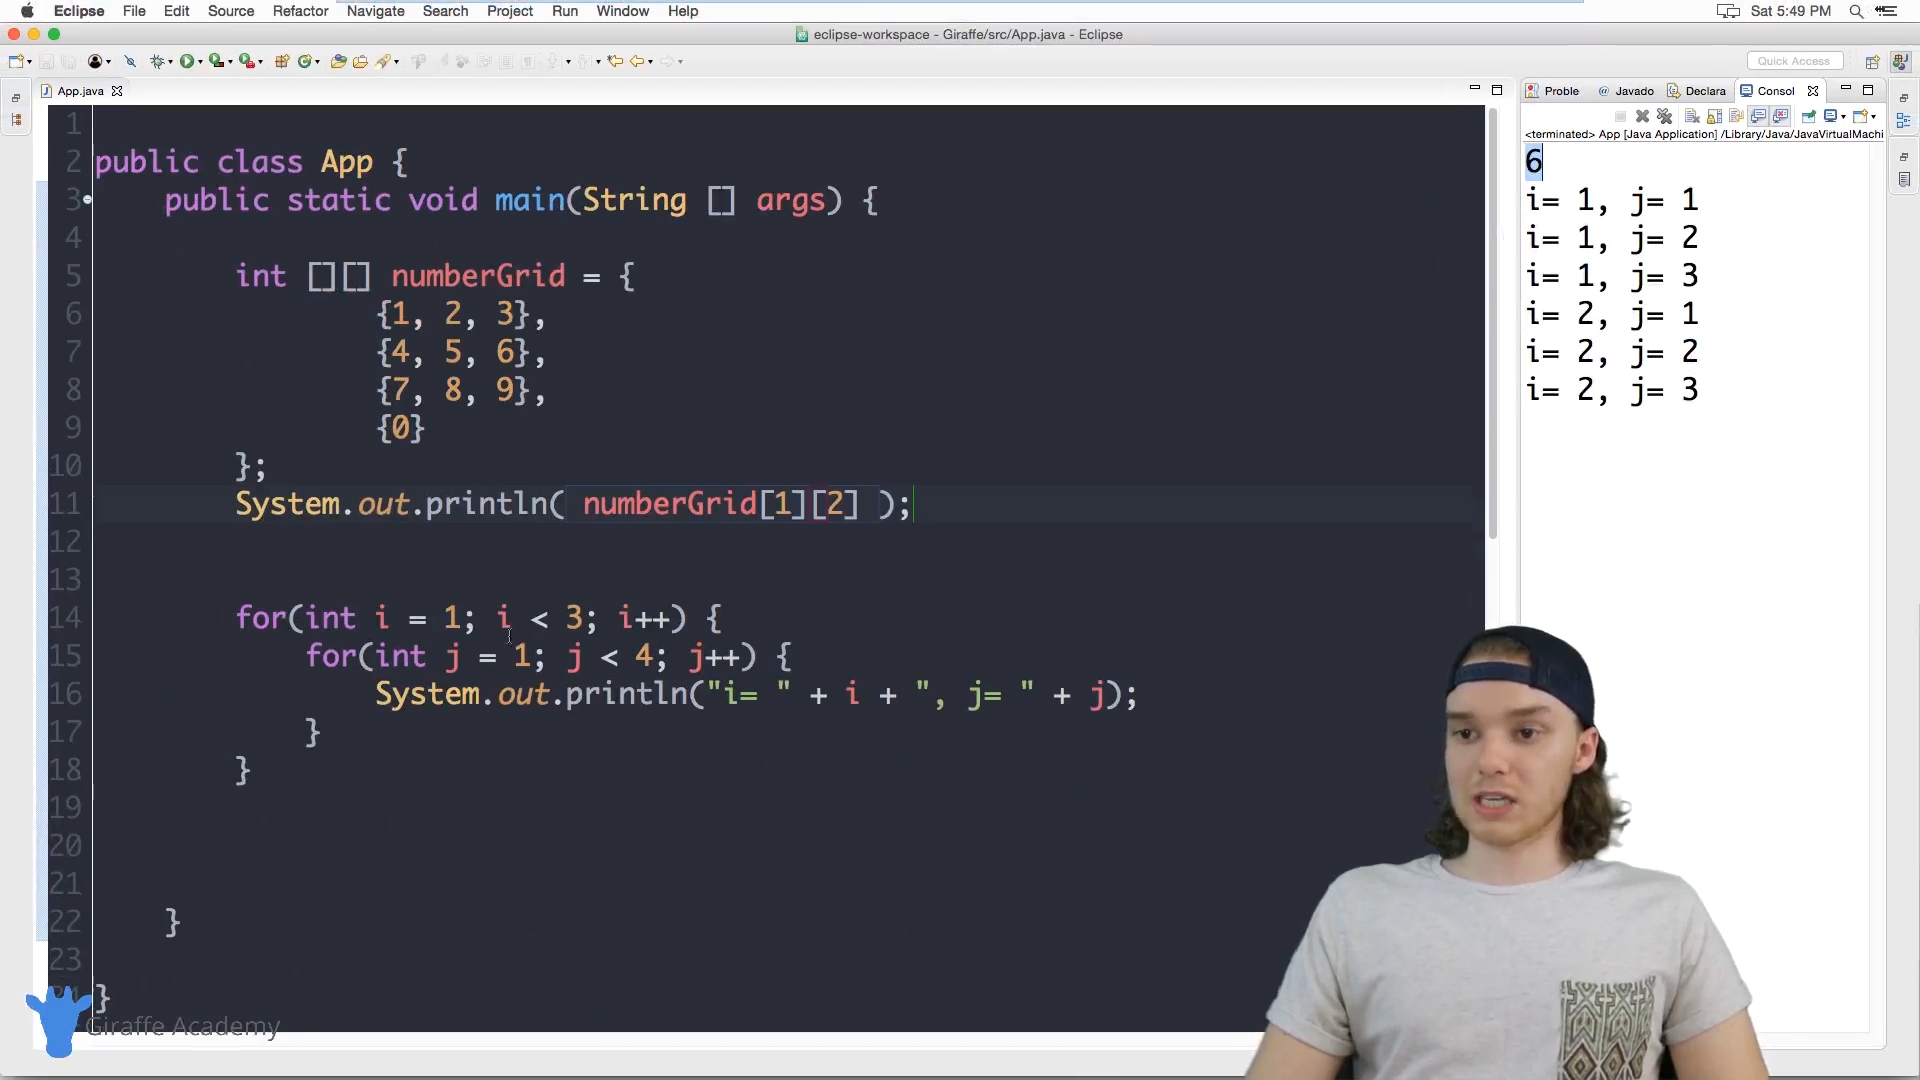 Eclipse File Edit Source Refactor Navigate Search Project Run Window Help Sat 5:49 PM
eclipse-workspace - Giraffe/src/App.java - Eclipse
Quick Access
App.java
Proble @ Javado Declara Consol
<terminated> App [Java Application] /Library/Java/JavaVirtualMachi
1
2 public class App {
3 public static void main(String [] args) {
4
5 int [][] numberGrid = {
6 {1, 2, 3},
7 {4, 5, 6},
8 {7, 8, 9},
9 {0}
10 };
11 System.out.println( numberGrid[1][2] );
12
13
14 for(int i = 1; i < 3; i++) {
15 for(int j = 1; j < 4; j++) {
16 System.out.println("i= " + i + ", j= " + j);
17 }
18 }
19
20
21
22 }
23
}
Giraffe Academy
6
i= 1, j= 1
i= 1, j= 2
i= 1, j= 3
i= 2, j= 1
i= 2, j= 2
i= 2, j= 3